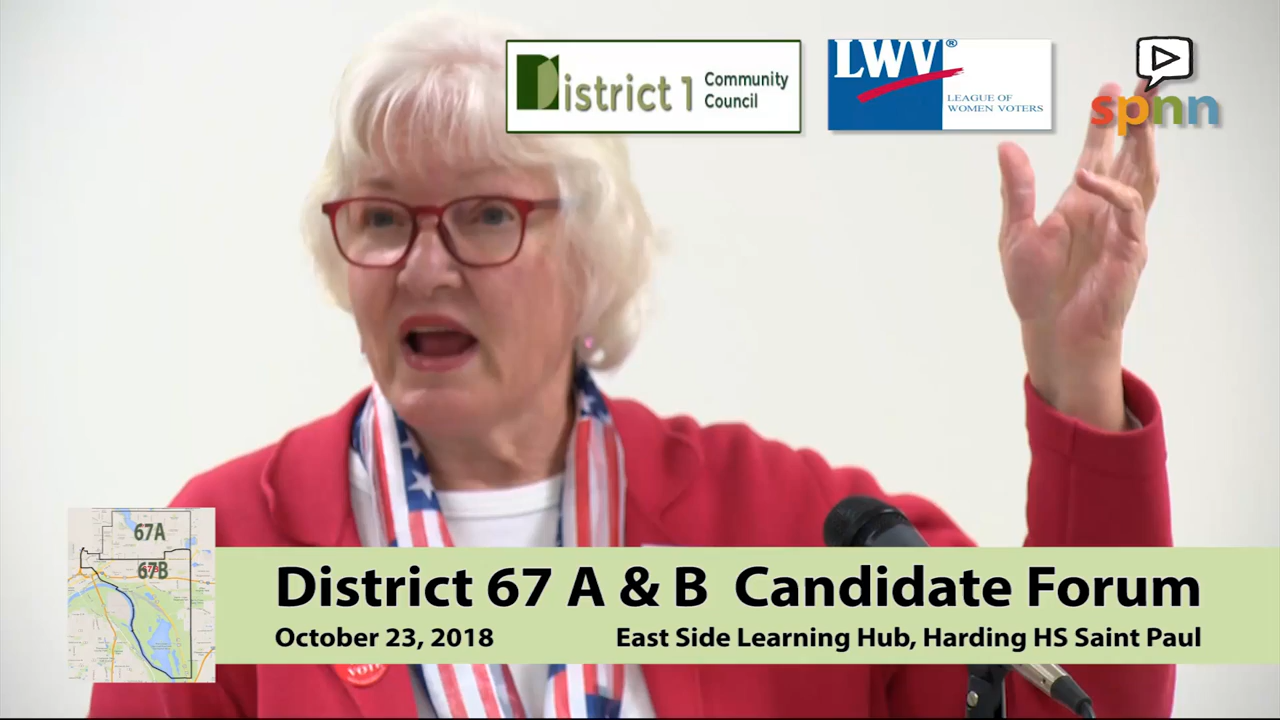 District 1
Community
Council
LWV®
LEAGUE OF
WOMEN VOTERS
spnn
67A
67B
District 67 A & B Candidate Forum
October 23, 2018
East Side Learning Hub, Harding HS Saint Paul
VOTE